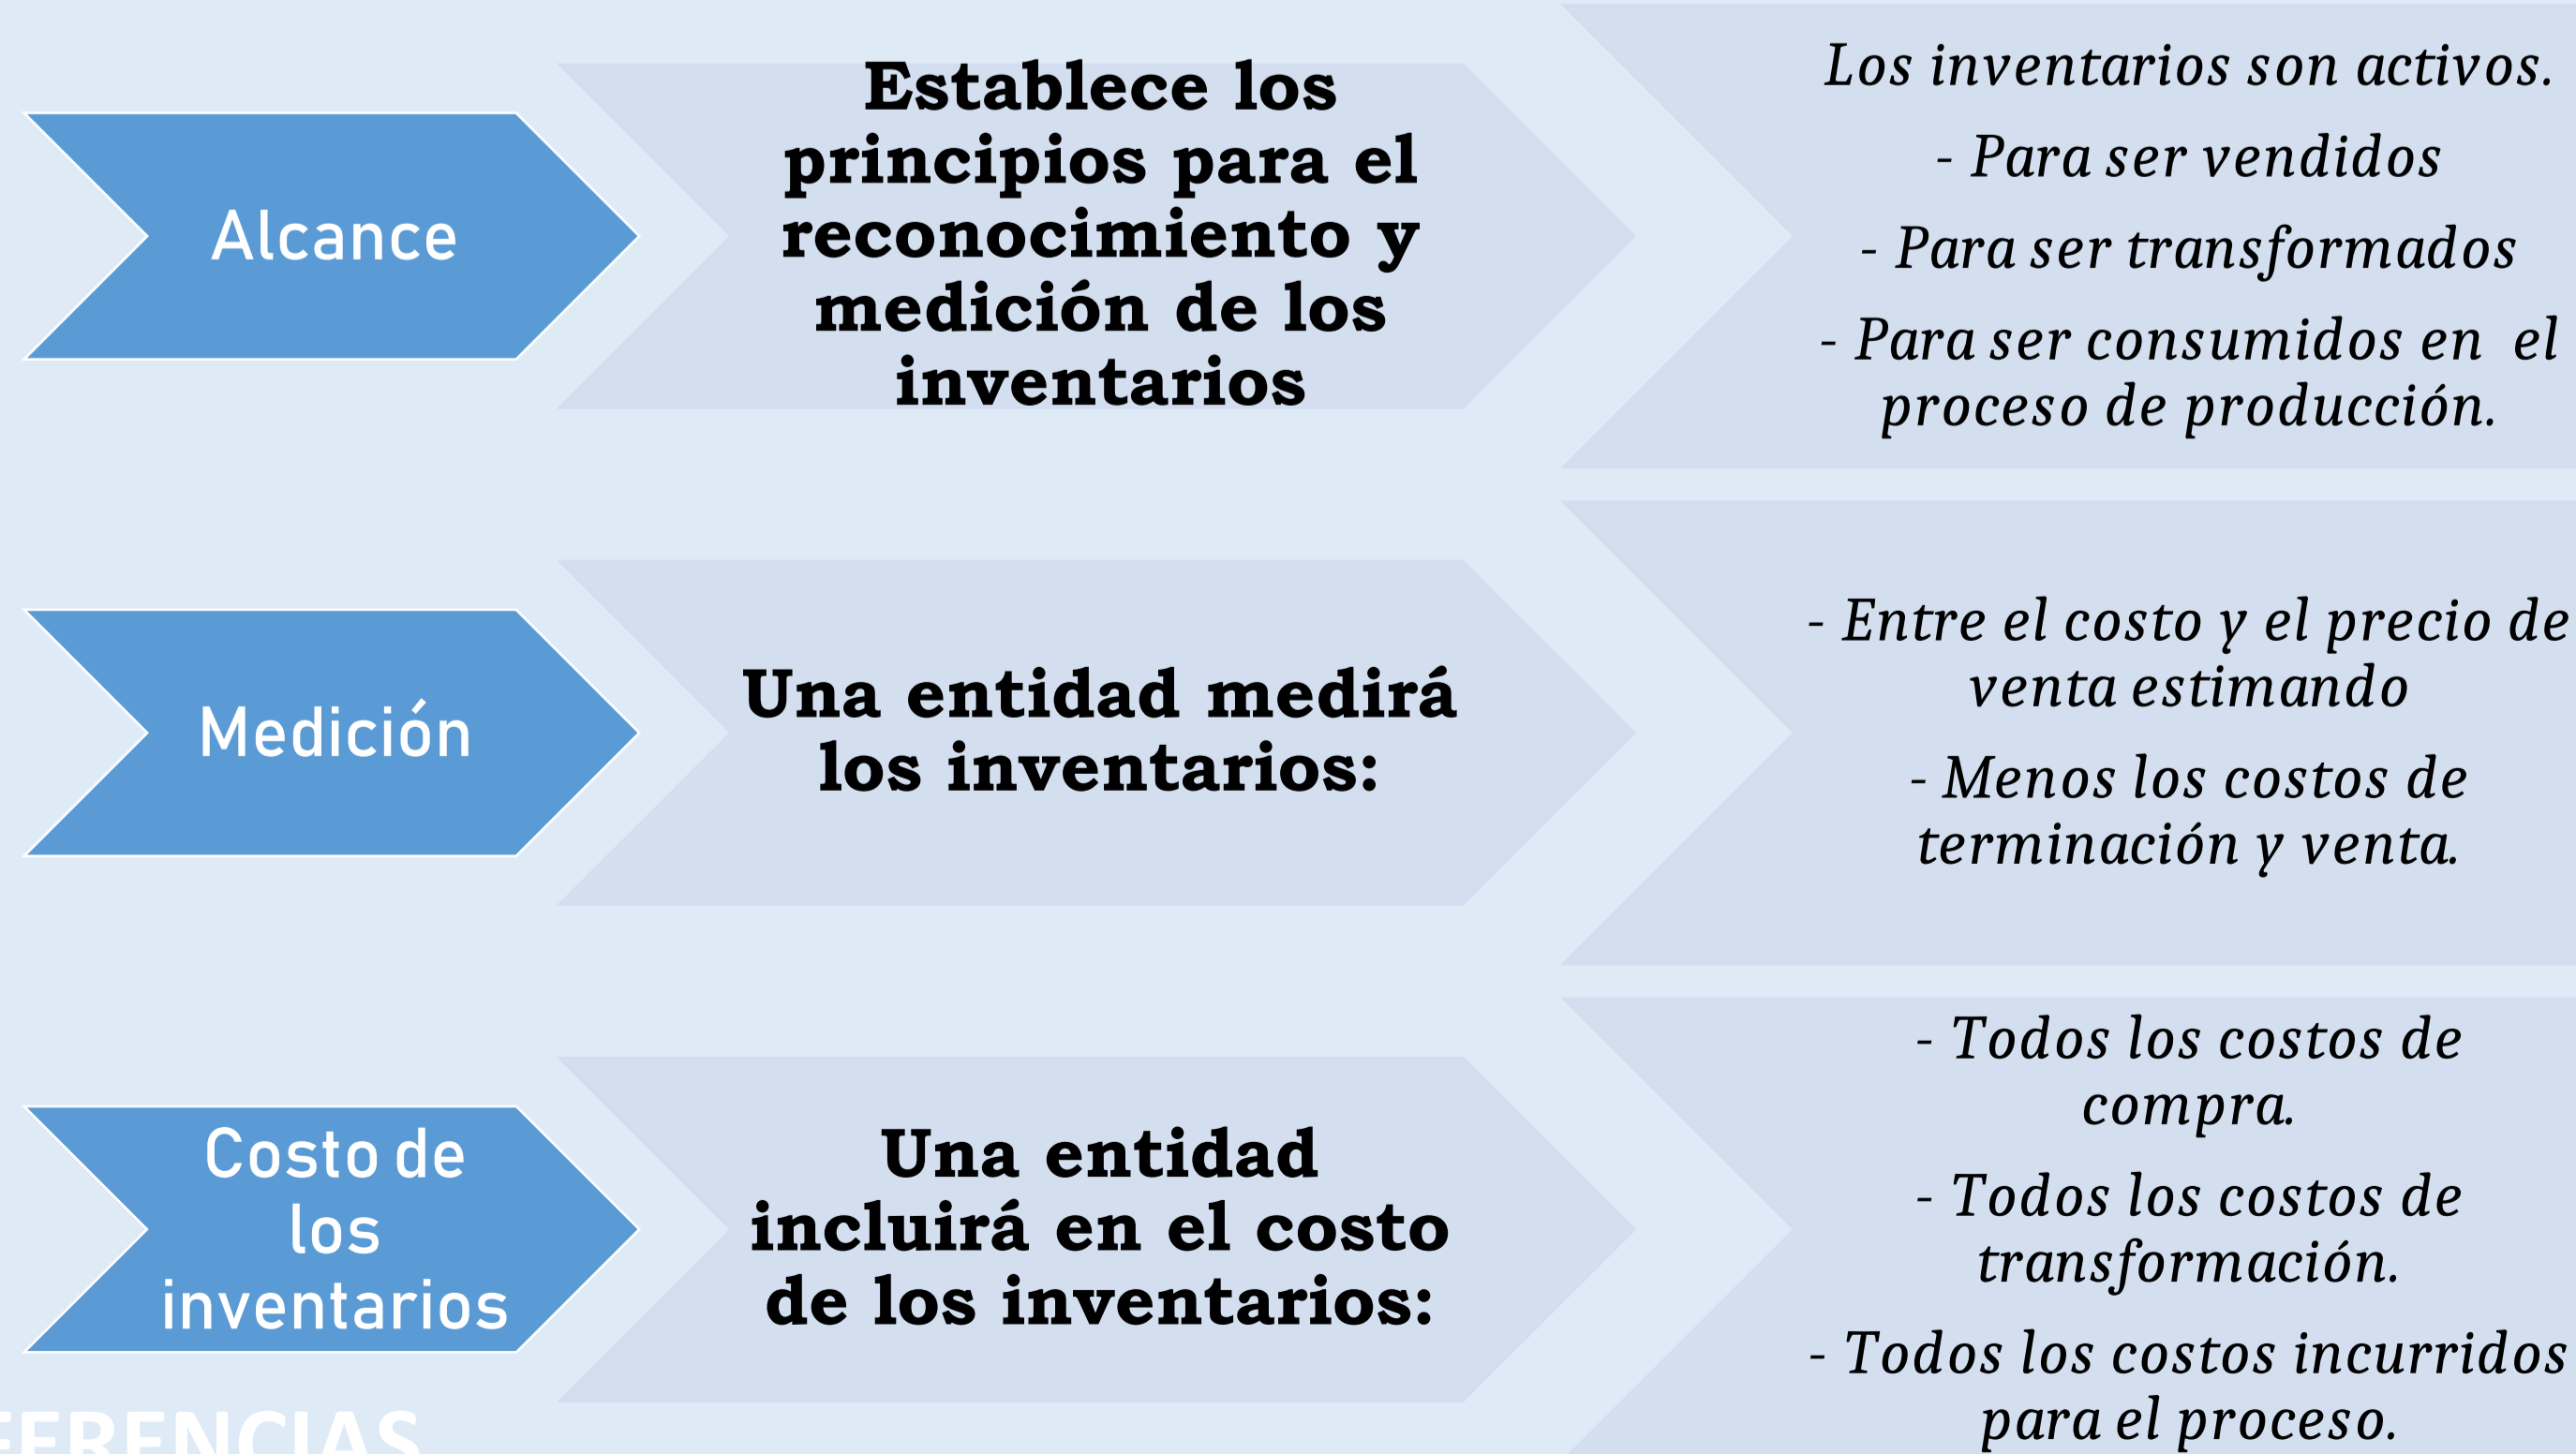 Alcance
Establece los
principios para el
reconocimiento y
medición de los
inventarios
Los inventarios son activos.
- Para ser vendidos
- Para ser transformados
- Para ser consumidos en  el
proceso de producción.
Medición
Una entidad medirá
los inventarios:
- Entre el costo y el precio de
venta estimando
- Menos los costos de
terminación y venta.
Costo de
los
inventarios
Una entidad
incluirá en el costo
de los inventarios:
- Todos los costos de
compra.
- Todos los costos de
transformación.
- Todos los costos incurridos
para el proceso.
FERENCIAS